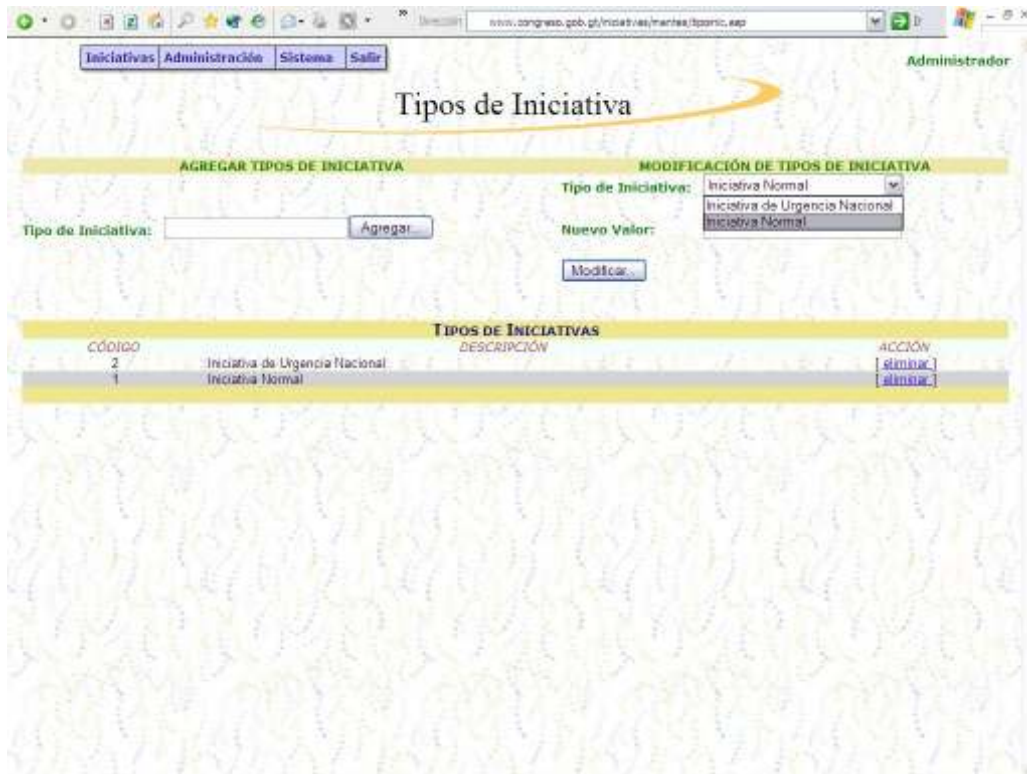 www.congreso.gob.gt/iniciativas/mantea/tiponic.asp
Iniciativas Administración Sistema Salir
Administrador
Tipos de Iniciativa
AGREGAR TIPOS DE INICIATIVA
Tipo de Iniciativa: Agregar...
MODIFICACIÓN DE TIPOS DE INICIATIVA
Tipo de Iniciativa: Iniciativa Normal
Iniciativa de Urgencia Nacional
Iniciativa Normal
Nuevo Valor:
Modificar...
TIPOS DE INICIATIVAS
CÓDIGO DESCRIPCIÓN ACCIÓN
2 Iniciativa de Urgencia Nacional [ eliminar ]
1 Iniciativa Normal [ eliminar ]